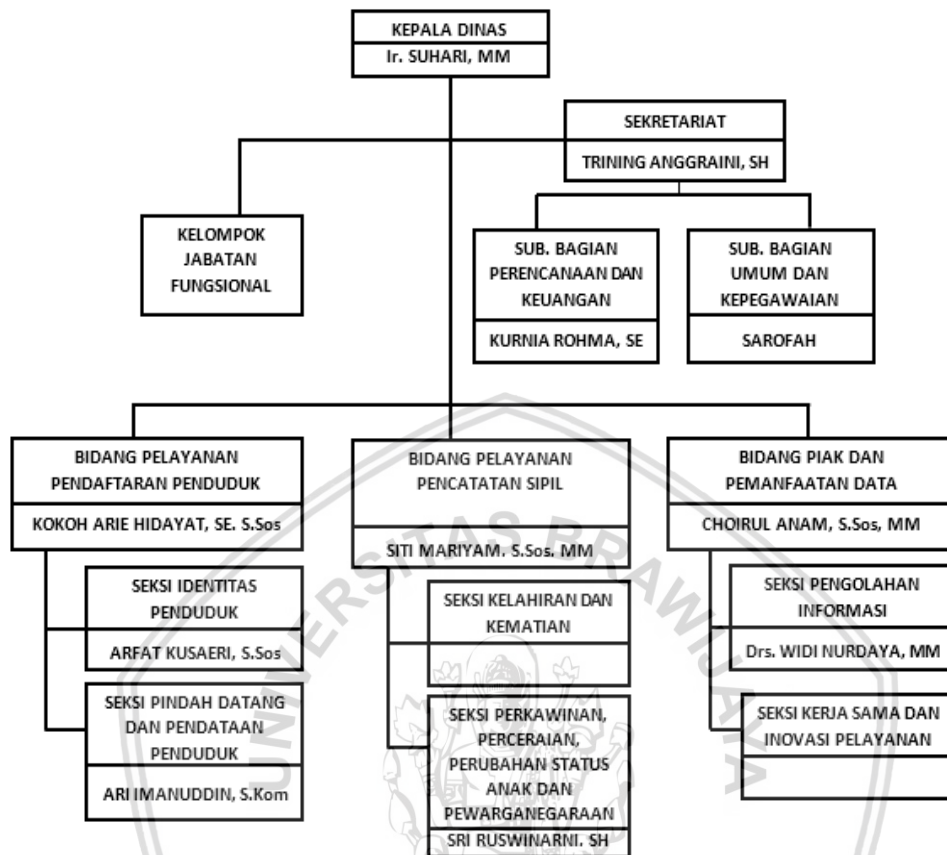 KEPALA DINAS
Ir. SUHARI, MM
SEKRETARIAT
TRINING ANGGRAINI, SH
KELOMPOK
JABATAN
FUNGSIONAL
SUB. BAGIAN
PERENCANAAN DAN
KEUANGAN
KURNIA ROHMA, SE
SUB. BAGIAN
UMUM DAN
KEPEGAWAIAN
SAROFAH
BIDANG PELAYANAN
PENDAFTARAN PENDUDUK
KOKOH ARIE HIDAYAT, SE. S.Sos
SEKSI IDENTITAS
PENDUDUK
ARFAT KUSAERI, S.Sos
SEKSI PINDAH DATANG
DAN PENDATAAN
PENDUDUK
ARI IMANUDDIN, S.Kom
BIDANG PELAYANAN
PENCATATAN SIPIL
SITI MARIYAM. S.Sos. MM
SEKSI KELAHIRAN DAN
KEMATIAN
SEKSI PERKAWINAN,
PERCERAIAN,
PERUBAHAN STATUS
ANAK DAN
PEWARGANEGARAAN
SRI RUSWINARNI. SH
BIDANG PIAK DAN
PEMANFAATAN DATA
CHOIRUL ANAM, S.Sos, MM
SEKSI PENGOLAHAN
INFORMASI
Drs. WIDI NURDAYA, MM
SEKSI KERJA SAMA DAN
INOVASI PELAYANAN
UNIVERSITAS BRAWIJAYA